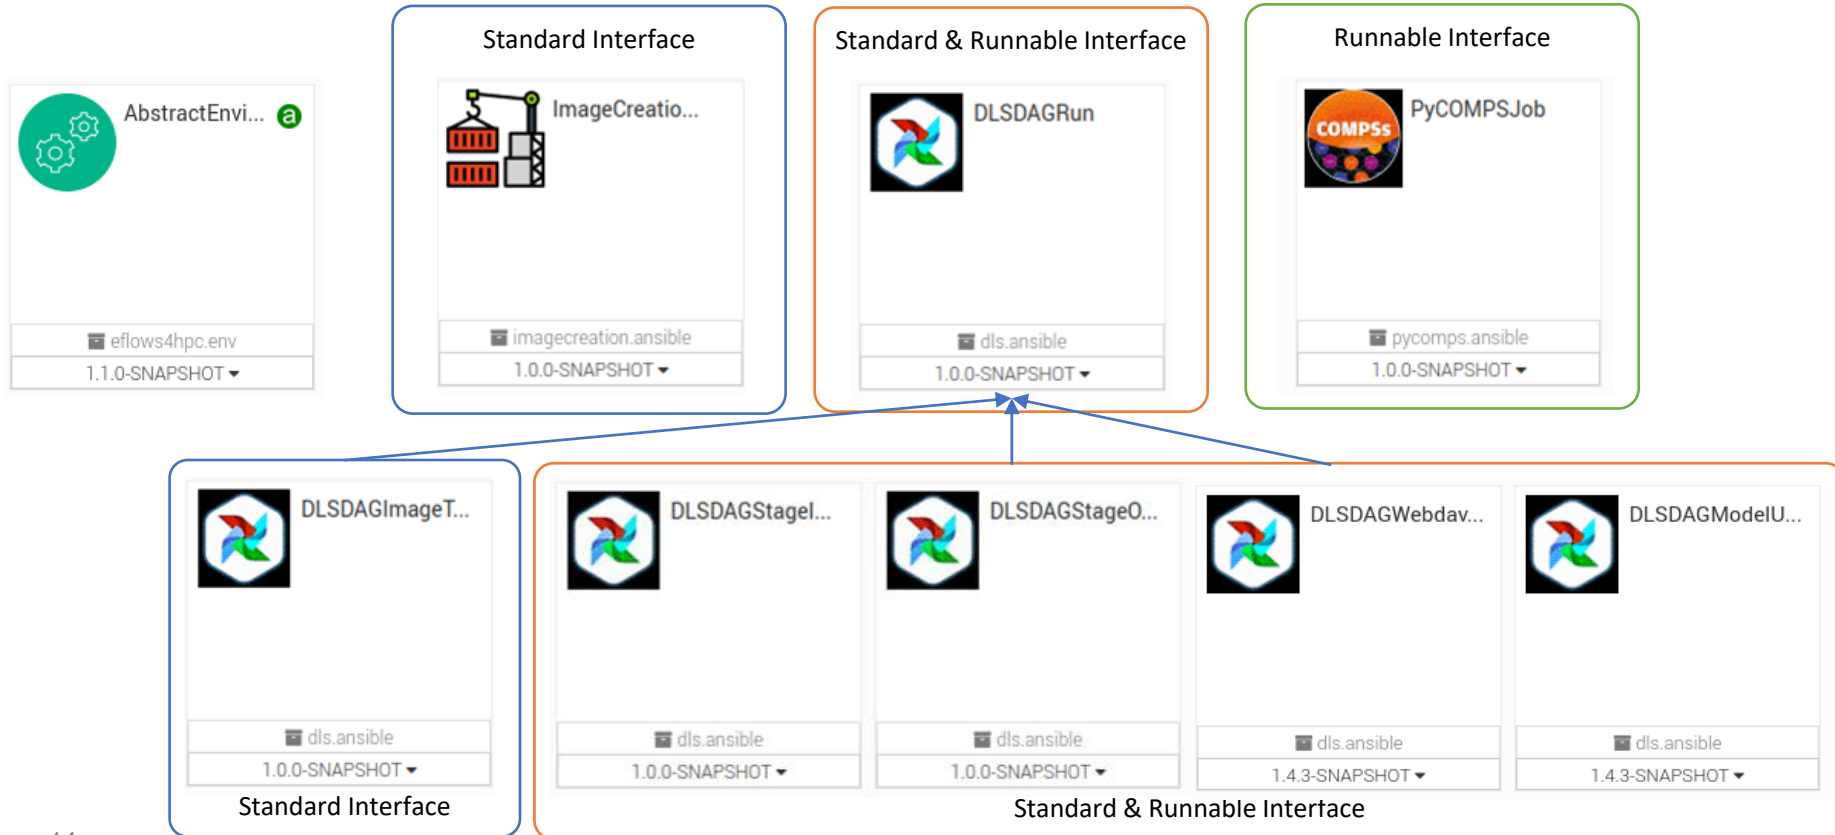 Standard Interface
Standard & Runnable Interface
Runnable Interface
AbstractEnvi... a
ImageCreatio...
DLSDAGRun
COMPSs
PyCOMPSJob
eflows4hpc.env
1.1.0-SNAPSHOT
imagecreation.ansible
1.0.0-SNAPSHOT
dls.ansible
1.0.0-SNAPSHOT
pycomps.ansible
1.0.0-SNAPSHOT
DLSDAGImageT...
DLSDAGStageI...
DLSDAGStageO...
DLSDAGWebdav...
DLSDAGModelU...
dls.ansible
1.0.0-SNAPSHOT
dls.ansible
1.0.0-SNAPSHOT
dls.ansible
1.0.0-SNAPSHOT
dls.ansible
1.4.3-SNAPSHOT
dls.ansible
1.4.3-SNAPSHOT
Standard Interface
Standard & Runnable Interface